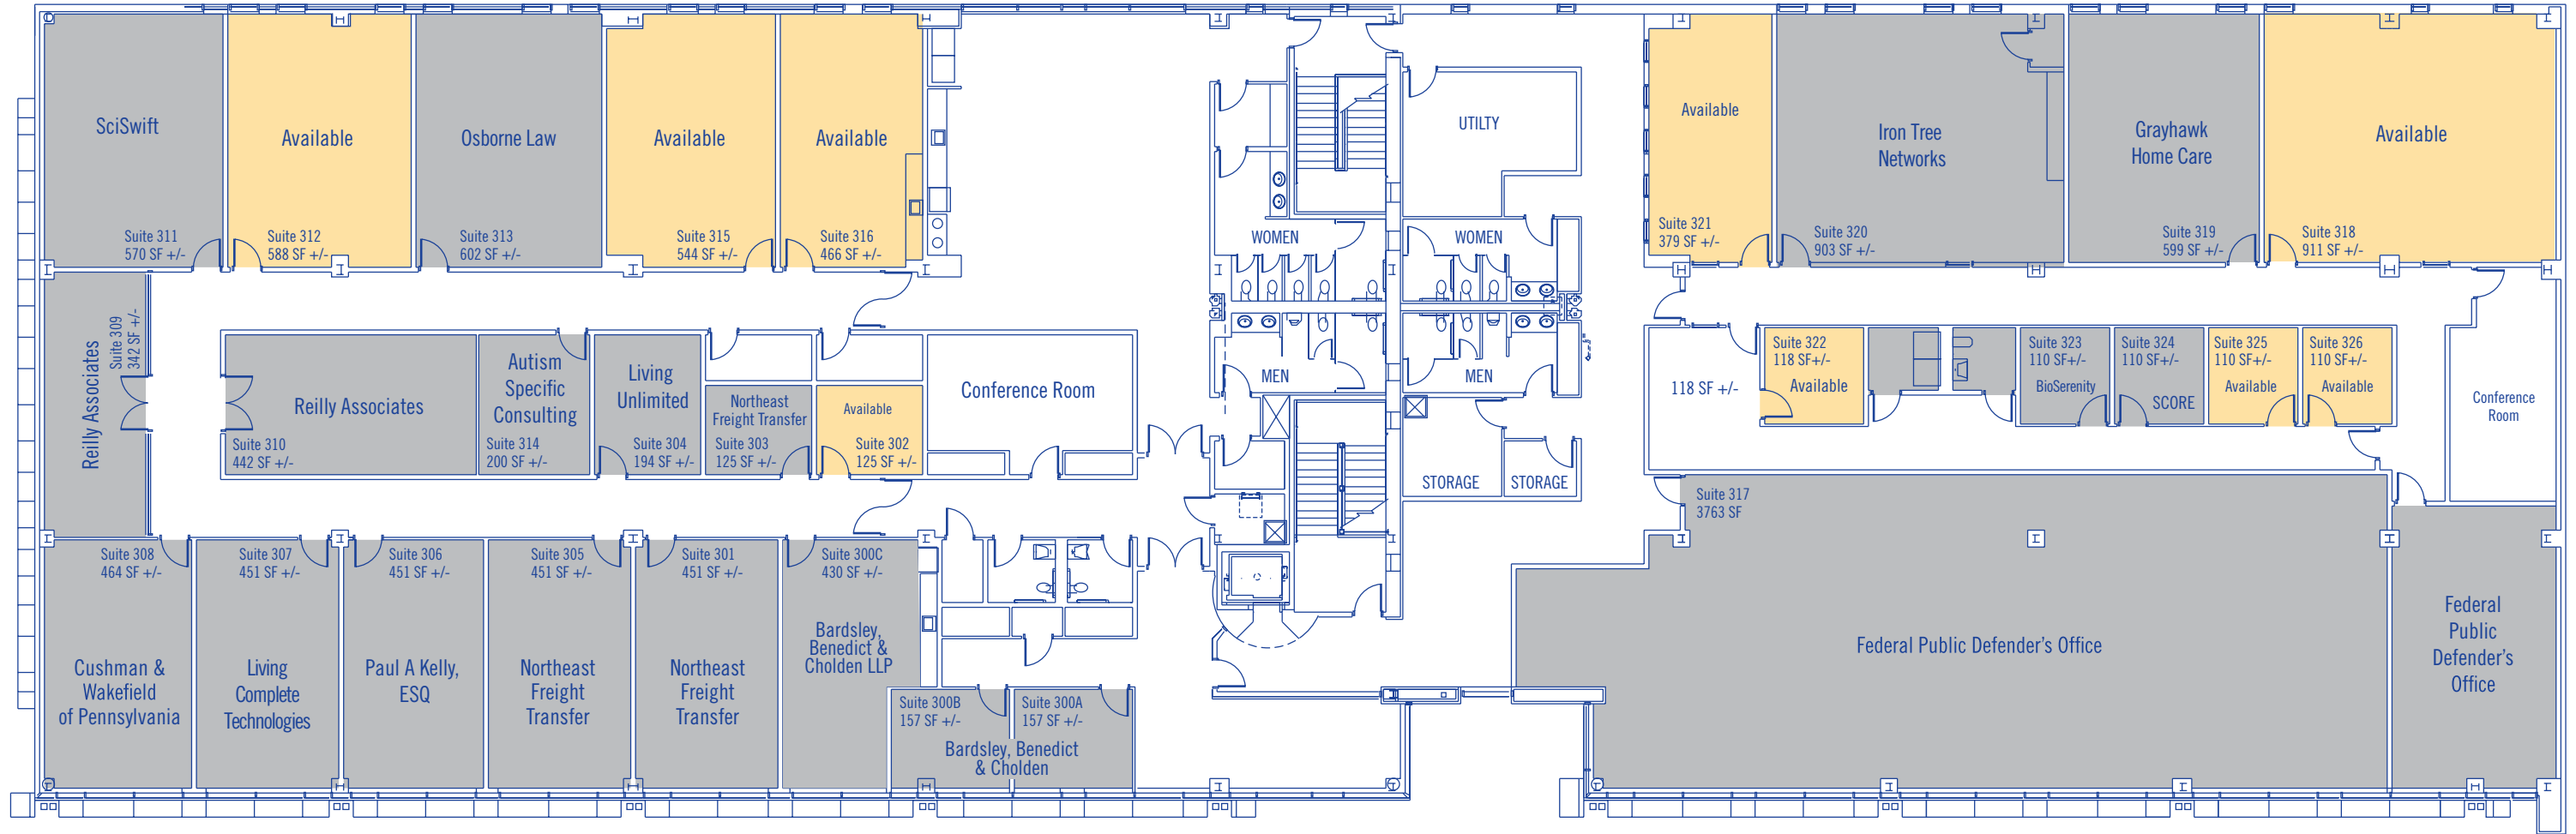 SciSwift
Suite 311
570 SF +/-
Available
Suite 312
588 SF +/-
Osborne Law
Suite 313
602 SF +/-
Available
Suite 315
544 SF +/-
Available
Suite 316
466 SF +/-
WOMEN
UTILTY
WOMEN
Available
Suite 321
379 SF +/-
Iron Tree
Networks
Suite 320
903 SF +/-
Grayhawk
Home Care
Suite 319
599 SF +/-
Available
Suite 318
911 SF +/-
Reilly Associates
Suite 309
342 SF +/-
Reilly Associates
Suite 310
442 SF +/-
Autism
Specific
Consulting
Suite 314
200 SF +/-
Living
Unlimited
Suite 304
194 SF +/-
Northeast
Freight Transfer
Suite 303
125 SF +/-
Available
Suite 302
125 SF +/-
Conference Room
MEN
MEN
STORAGE
STORAGE
118 SF +/-
Suite 322
118 SF+/-
Available
Suite 323
110 SF+/-
BioSerenity
Suite 324
110 SF+/-
SCORE
Suite 325
110 SF+/-
Available
Suite 326
110 SF+/-
Available
Conference
Room
Suite 317
3763 SF
Federal Public Defender's Office
Federal
Public
Defender's
Office
Suite 308
464 SF +/-
Cushman &
Wakefield
of Pennsylvania
Suite 307
451 SF +/-
Living
Complete
Technologies
Suite 306
451 SF +/-
Paul A Kelly,
ESQ
Suite 305
451 SF +/-
Northeast
Freight
Transfer
Suite 301
451 SF +/-
Northeast
Freight
Transfer
Suite 300C
430 SF +/-
Bardsley,
Benedict &
Cholden LLP
Suite 300B
157 SF +/-
Suite 300A
157 SF +/-
Bardsley, Benedict
& Cholden